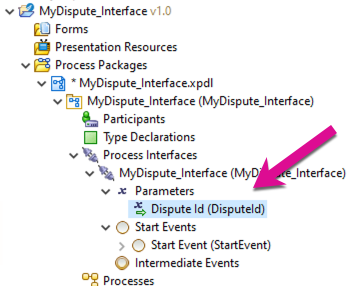 MyDispute_Interface v1.0
Forms
Presentation Resources
Process Packages
* MyDispute_Interface.xpdl
MyDispute_Interface (MyDispute_Interface)
Participants
Type Declarations
Process Interfaces
MyDispute_Interface (MyDispute_Interface)
Parameters
Dispute Id (DisputeId)
Start Events
Start Event (StartEvent)
Intermediate Events
Processes